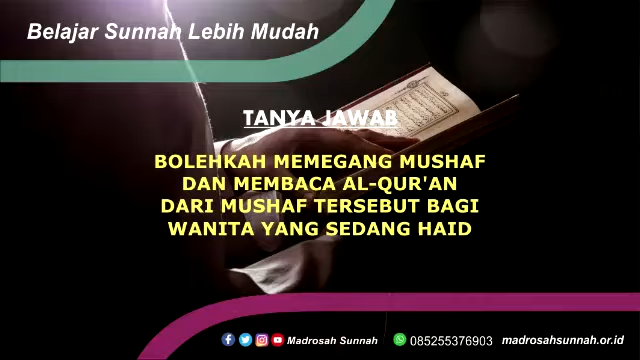 Belajar Sunnah Lebih Mudah
TANYA JAWAB
BOLEHKAH MEMEGANG MUSHAF
DAN MEMBACA AL-QUR'AN
DARI MUSHAF TERSEBUT BAGI
WANITA YANG SEDANG HAID
Madrosah Sunnah 085255376903 madrosahsunnah.or.id